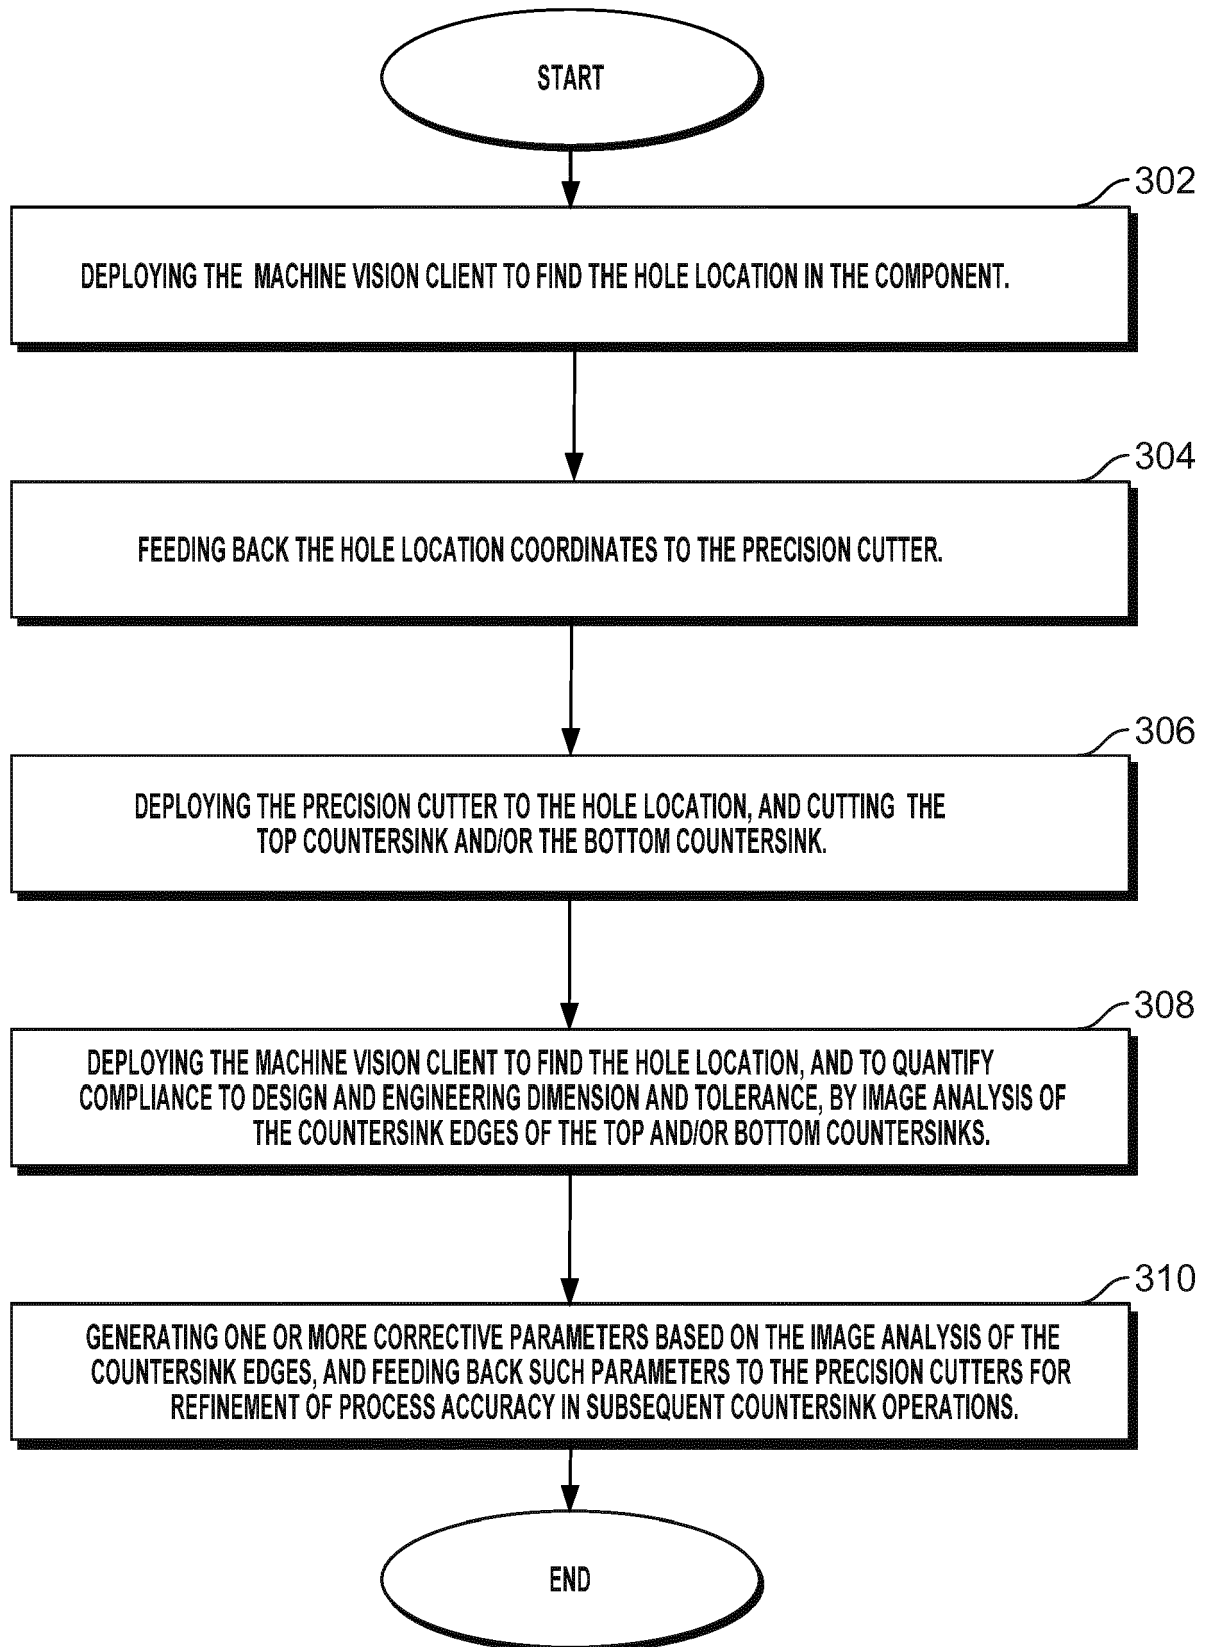 START
302
DEPLOYING THE MACHINE VISION CLIENT TO FIND THE HOLE LOCATION IN THE COMPONENT.
304
FEEDING BACK THE HOLE LOCATION COORDINATES TO THE PRECISION CUTTER.
306
DEPLOYING THE PRECISION CUTTER TO THE HOLE LOCATION, AND CUTTING THE
TOP COUNTERSINK AND/OR THE BOTTOM COUNTERSINK.
308
DEPLOYING THE MACHINE VISION CLIENT TO FIND THE HOLE LOCATION, AND TO QUANTIFY
COMPLIANCE TO DESIGN AND ENGINEERING DIMENSION AND TOLERANCE, BY IMAGE ANALYSIS OF
THE COUNTERSINK EDGES OF THE TOP AND/OR BOTTOM COUNTERSINKS.
310
GENERATING ONE OR MORE CORRECTIVE PARAMETERS BASED ON THE IMAGE ANALYSIS OF THE
COUNTERSINK EDGES, AND FEEDING BACK SUCH PARAMETERS TO THE PRECISION CUTTERS FOR
REFINEMENT OF PROCESS ACCURACY IN SUBSEQUENT COUNTERSINK OPERATIONS.
END